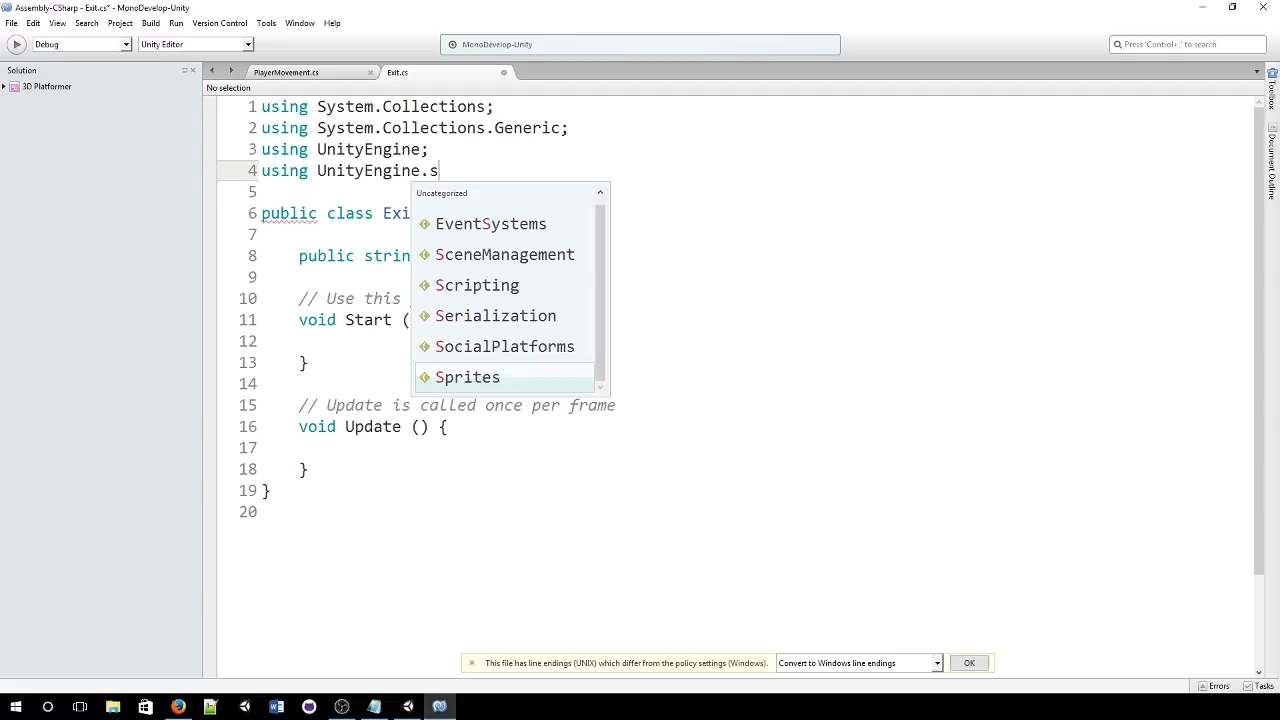 Assembly-CSharp - Exit.cs* - MonoDevelop-Unity
File Edit View Search Project Build Run Version Control Tools Window Help
Debug Unity Editor MonoDevelop-Unity Press 'Control+,' to search
Solution PlayerMovement.cs Exit.cs
3D Platformer No selection
1 using System.Collections;
2 using System.Collections.Generic;
3 using UnityEngine;
4 using UnityEngine.s
5
Uncategorized
6 public class Exi
EventSystems
7
8 public strin
SceneManagement
9
Scripting
10 // Use this
11 void Start (
Serialization
12
SocialPlatforms
13 }
Sprites
14
15 // Update is called once per frame
16 void Update () {
17
18 }
19 }
20
Toolbox
Document Outline
This file has line endings (UNIX) which differ from the policy settings (Windows). Convert to Windows line endings OK
Errors Tasks